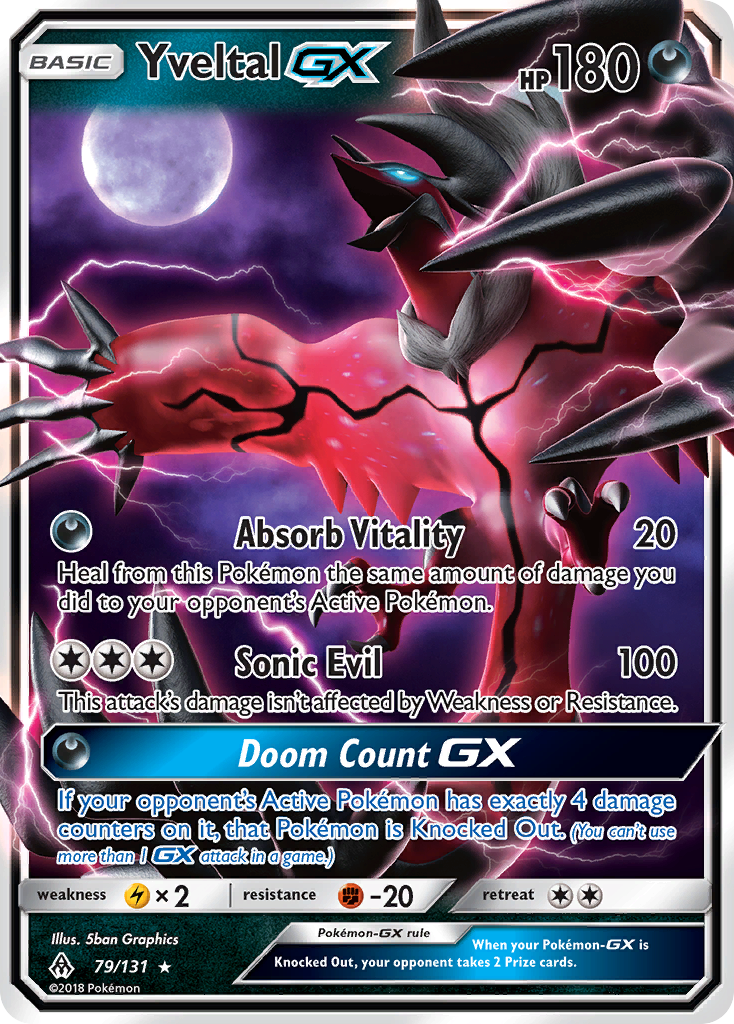 BASIC Yveltal GX HP 180
Absorb Vitality 20
Heal from this Pokémon the same amount of damage you
did to your opponent's Active Pokémon.
Sonic Evil 100
This attack's damage isn't affected by Weakness or Resistance.
Doom Count GX
If your opponent's Active Pokémon has exactly 4 damage
counters on it, that Pokémon is Knocked Out. (You can't use
more than 1 GX attack in a game.)
weakness ×2 resistance -20 retreat
Illus. 5ban Graphics
79/131
©2018 Pokémon
Pokémon-GX rule
When your Pokémon-GX is
Knocked Out, your opponent takes 2 Prize cards.